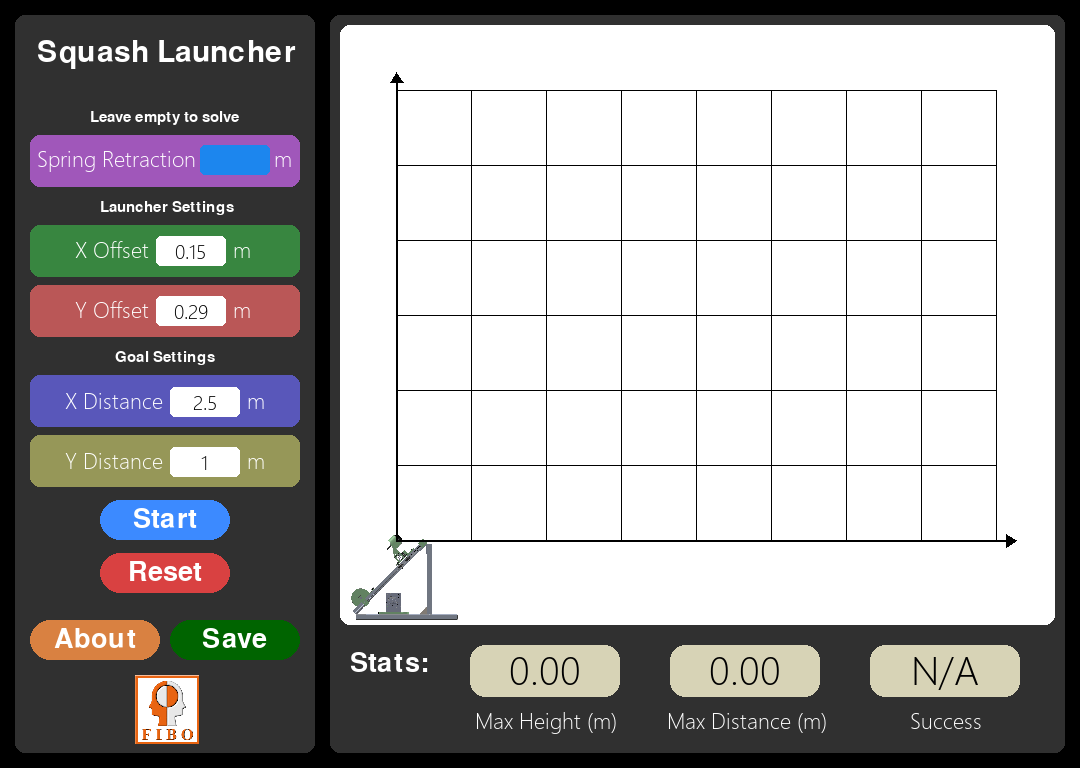 Squash Launcher
Leave empty to solve
Spring Retraction m
Launcher Settings
X Offset 0.15 m
Y Offset 0.29 m
Goal Settings
X Distance 2.5 m
Y Distance 1 m
Start
Reset
About Save
FIBO
Stats: 0.00 0.00 N/A
Max Height (m) Max Distance (m) Success